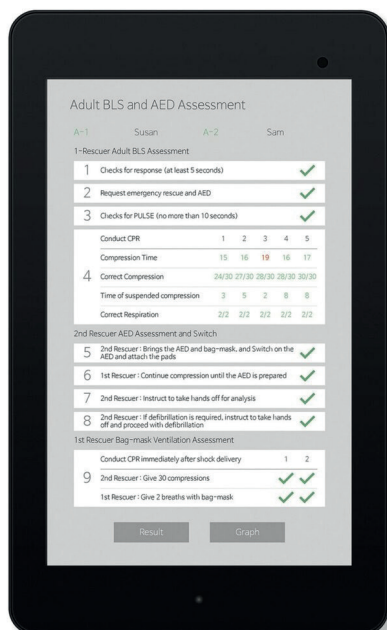 Adult BLS and AED Assessment
A-1 Susan A-2 Sam
1-Rescuer Adult BLS Assessment
1 Checks for response (at least 5 seconds)
2 Request emergency rescue and AED
3 Checks for PULSE (no more than 10 seconds)
4
Conduct CPR 1 2 3 4 5
Compression Time 15 16 19 16 17
Correct Compression 24/30 27/30 28/30 28/30 30/30
Time of suspended compression 3 5 2 8 8
Correct Respiration 2/2 2/2 2/2 2/2 2/2
2nd Rescuer AED Assessment and Switch
5 2nd Rescuer : Brings the AED and bag-mask, and Switch on the
AED and attach the pads
6 1st Rescuer : Continue compression until the AED is prepared
7 2nd Rescuer : Instruct to take hands off for analysis
8 2nd Rescuer : If defibrillation is required, instruct to take hands
off and proceed with defibrillation
1st Rescuer Bag-mask Ventilation Assessment
9
Conduct CPR immediately after shock delivery 1 2
2nd Rescuer : Give 30 compressions
1st Rescuer : Give 2 breaths with bag-mask
Result Graph